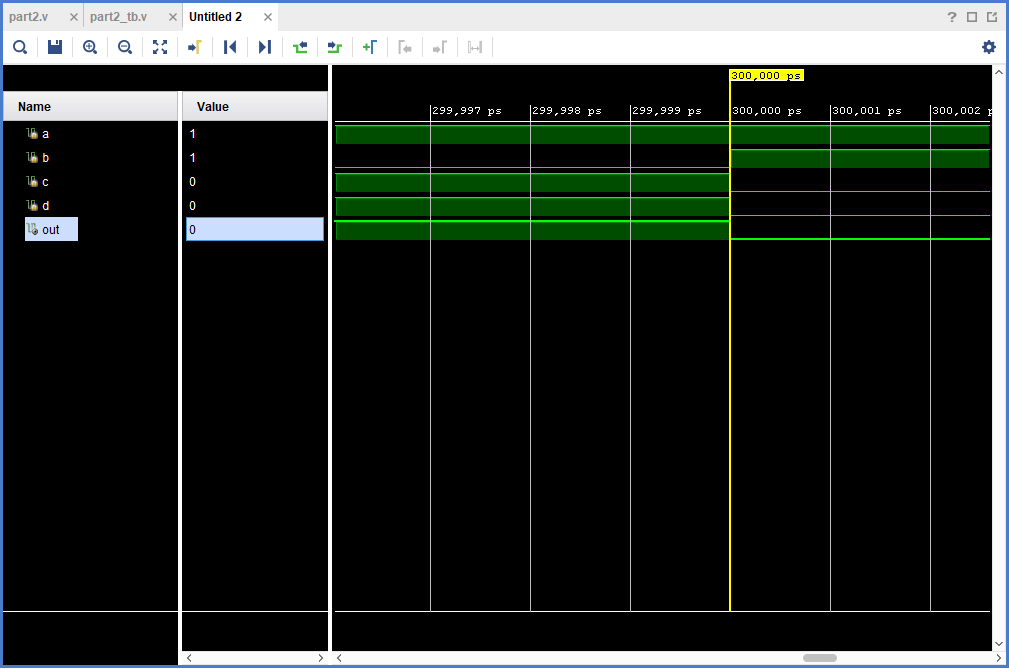 part2.v
part2_tb.v
Untitled 2
300,000 ps
299,997 ps 299,998 ps 299,999 ps 300,000 ps 300,001 ps 300,002 p
Name Value
a 1
b 1
c 0
d 0
out 0